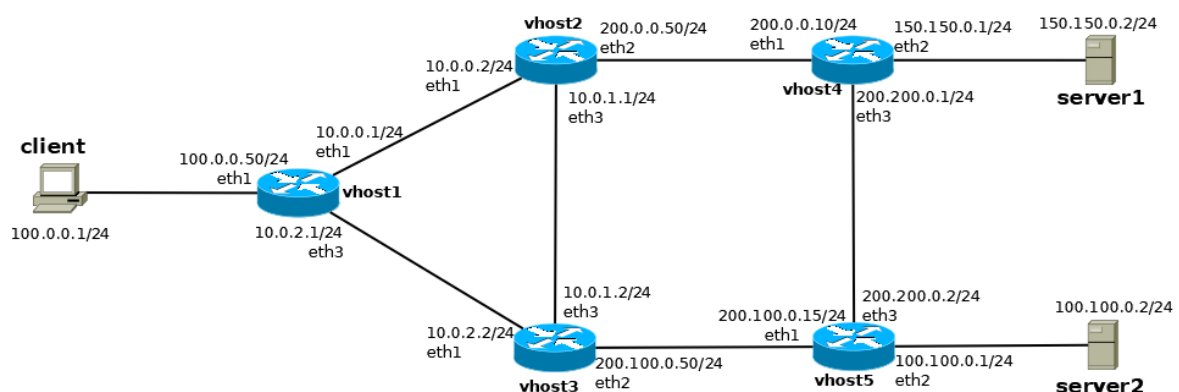 vhost2
200.0.0.50/24
eth2
200.0.0.10/24
eth1
150.150.0.1/24
eth2
150.150.0.2/24
10.0.0.2/24
eth1
vhost4
server1
10.0.1.1/24
eth3
200.200.0.1/24
eth3
10.0.0.1/24
eth1
client
100.0.0.50/24
eth1
vhost1
100.0.0.1/24
10.0.2.1/24
eth3
10.0.1.2/24
eth3
200.200.0.2/24
eth3
100.100.0.2/24
200.100.0.15/24
eth1
10.0.2.2/24
eth1
200.100.0.50/24
eth2
100.100.0.1/24
eth2
vhost3
vhost5
server2